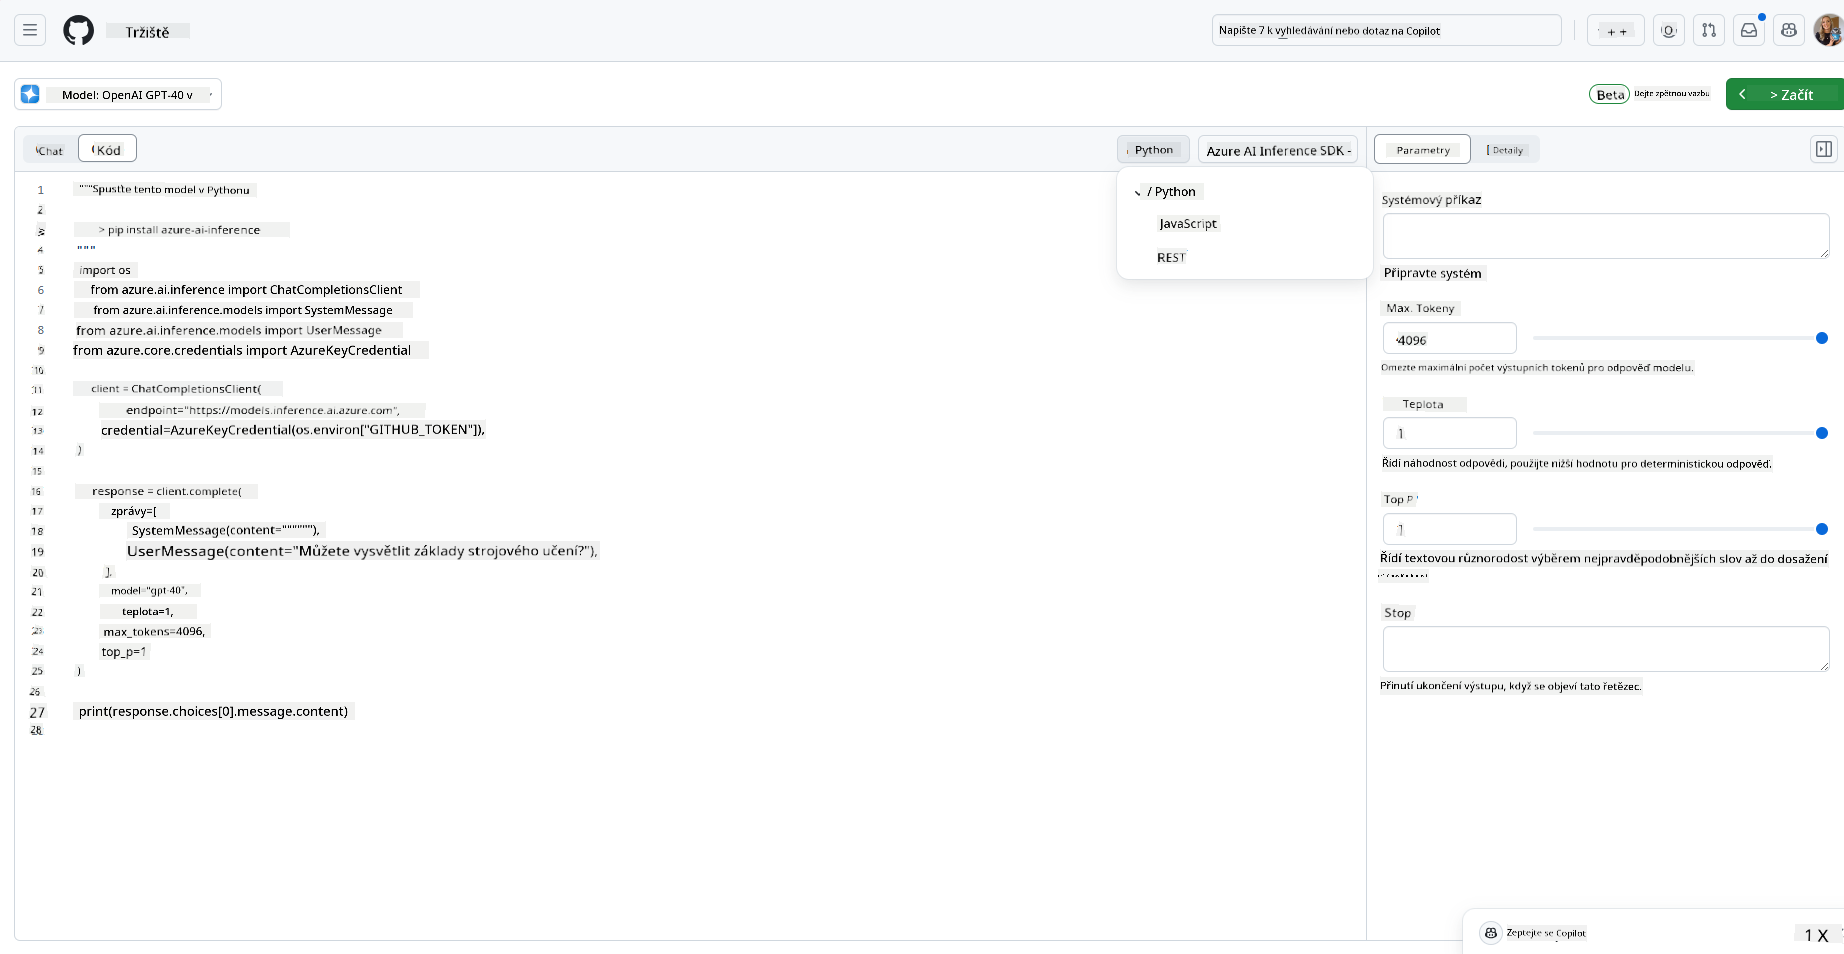 Tržiště
Napište 7 k vyhledávání nebo dotaz na Copilot
Model: OpenAI GPT-40 v
Beta
Dejte zpětnou vazbu
> Začít
Chat
Kód
Python
Azure AI Inference SDK -
Parametry
Detaily
/ Python
JavaScript
REST
1 """Spusťte tento model v Pythonu
2
> pip install azure-ai-inference
4 """
5 import os
6 from azure.ai.inference import ChatCompletionsClient
7 from azure.ai.inference.models import SystemMessage
8 from azure.ai.inference.models import UserMessage
9 from azure.core.credentials import AzureKeyCredential
10
11 client = ChatCompletionsClient(
12 endpoint="https://models.inference.ai.azure.com",
13 credential=AzureKeyCredential(os.environ["GITHUB_TOKEN"]),
14 )
15
16 response = client.complete(
17 zprávy=[
18 SystemMessage(content=""""""),
19 UserMessage(content="Můžete vysvětlit základy strojového učení?"),
20 ],
21 model="gpt-40",
22 teplota=1,
23 max_tokens=4096,
24 top_p=1
25 )
26
27 print(response.choices[0].message.content)
28
Systémový příkaz
Připravte systém
Max. Tokeny
4096
Omezte maximální počet výstupních tokenů pro odpověď modelu.
Teplota
1
Řídí náhodnost odpovědi, použijte nižší hodnotu pro deterministickou odpověď.
Top P
1
Řídí textovou různorodost výběrem nejpravděpodobnějších slov až do dosažení
Stop
Přinutí ukončení výstupu, když se objeví tato řetězec.
Zeptejte se Copilot
1 X